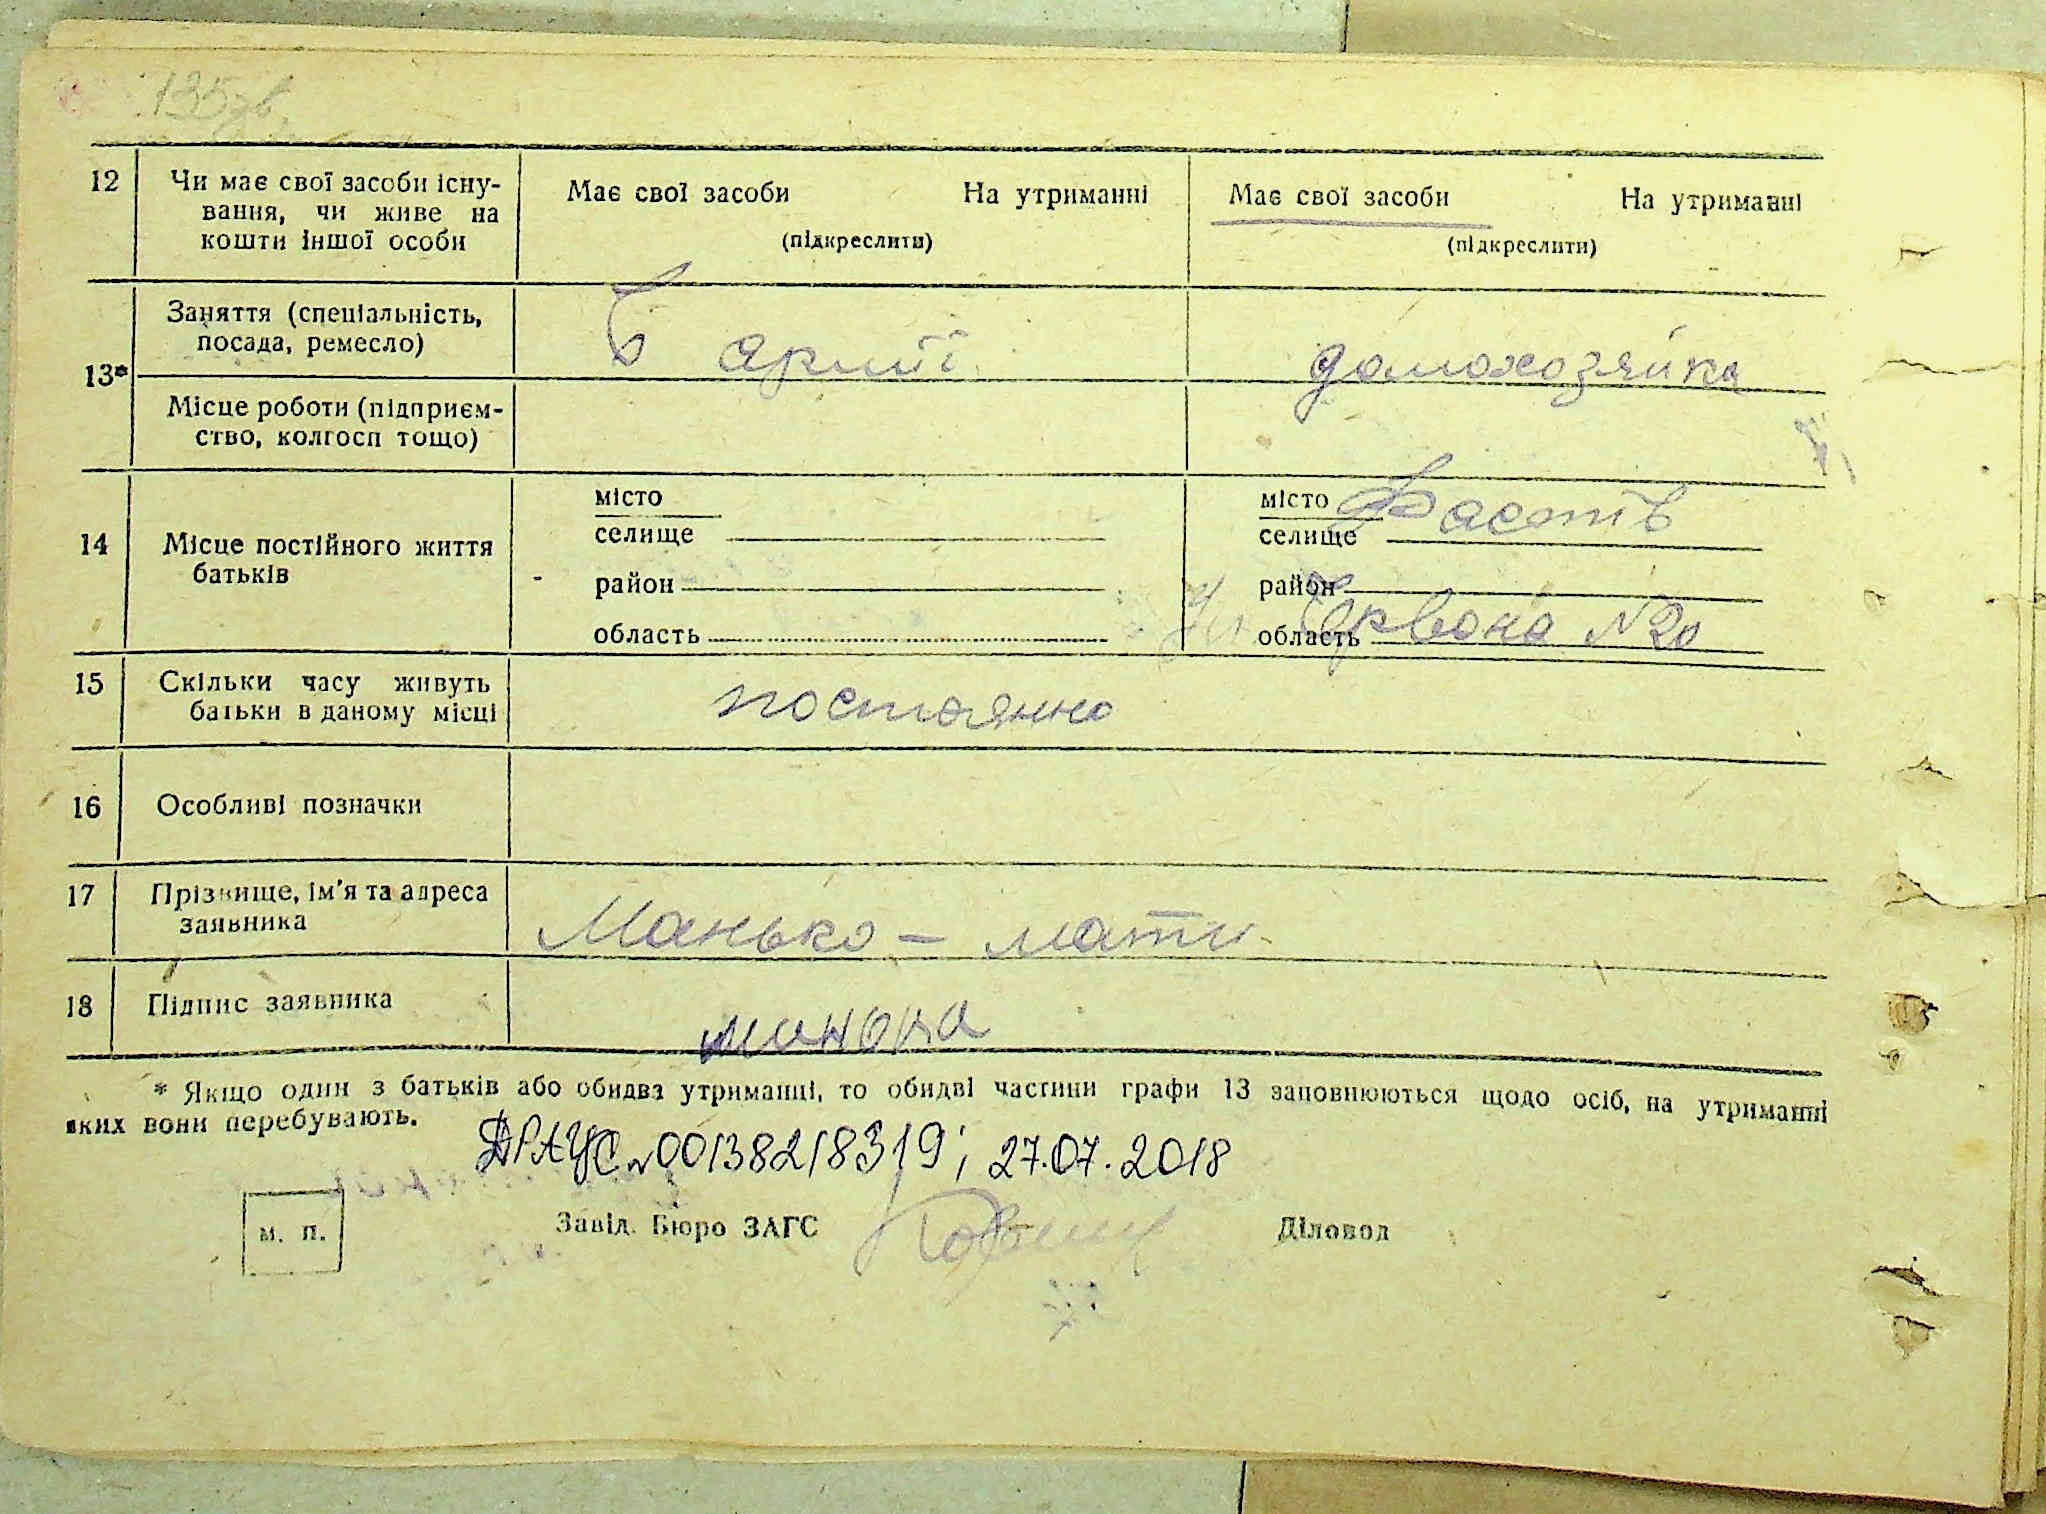 135зв.
12 Чи має свої засоби існу- Має свої засоби На утриманні Має свої засоби На утриманні
вання, чи живе на
кошти іншої особи (підкреслити) (підкреслити)
Заняття (спеціальність,
посада, ремесло) В армії домохозяйка
13*
Місце роботи (підприєм-
ство, колгосп тощо)
місто місто Фастів
селище селище
14 Місце постійного життя
батьків
район район
область область Червона №20
15 Скільки часу живуть
батьки в даному місці постоянно
16 Особливі позначки
17 Прізвище, ім'я та адреса
заявника Манько – мати
18 Підпис заявника
* Якщо один з батьків або обидва утриманці, то обидві частини графи 13 заповнюються щодо осіб, на утриманні
яких вони перебувають.
ДРАЦС №00138218319; 27.07.2018
м. п. Завід. Бюро ЗАГС Діловод